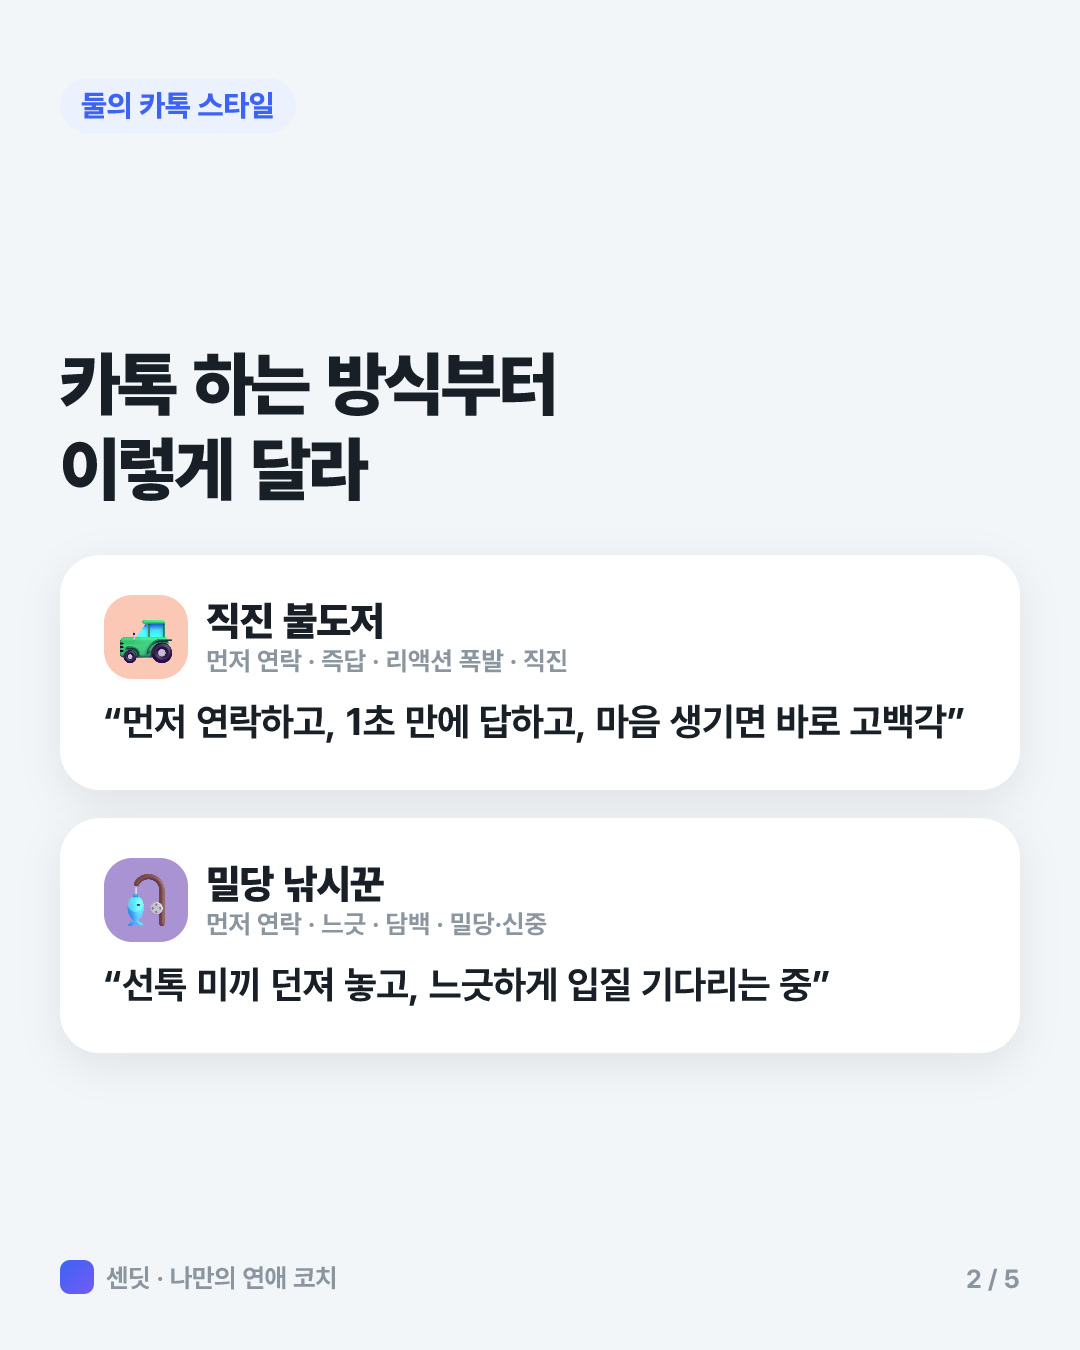 둘의 카톡 스타일
카톡 하는 방식부터
이렇게 달라
직진 불도저
먼저 연락 · 즉답 · 리액션 폭발 · 직진
“먼저 연락하고, 1초 만에 답하고, 마음 생기면 바로 고백각”
밀당 낚시꾼
먼저 연락 · 느긋 · 담백 · 밀당·신중
“선톡 미끼 던져 놓고, 느긋하게 입질 기다리는 중”
센딧 · 나만의 연애 코치
2 / 5